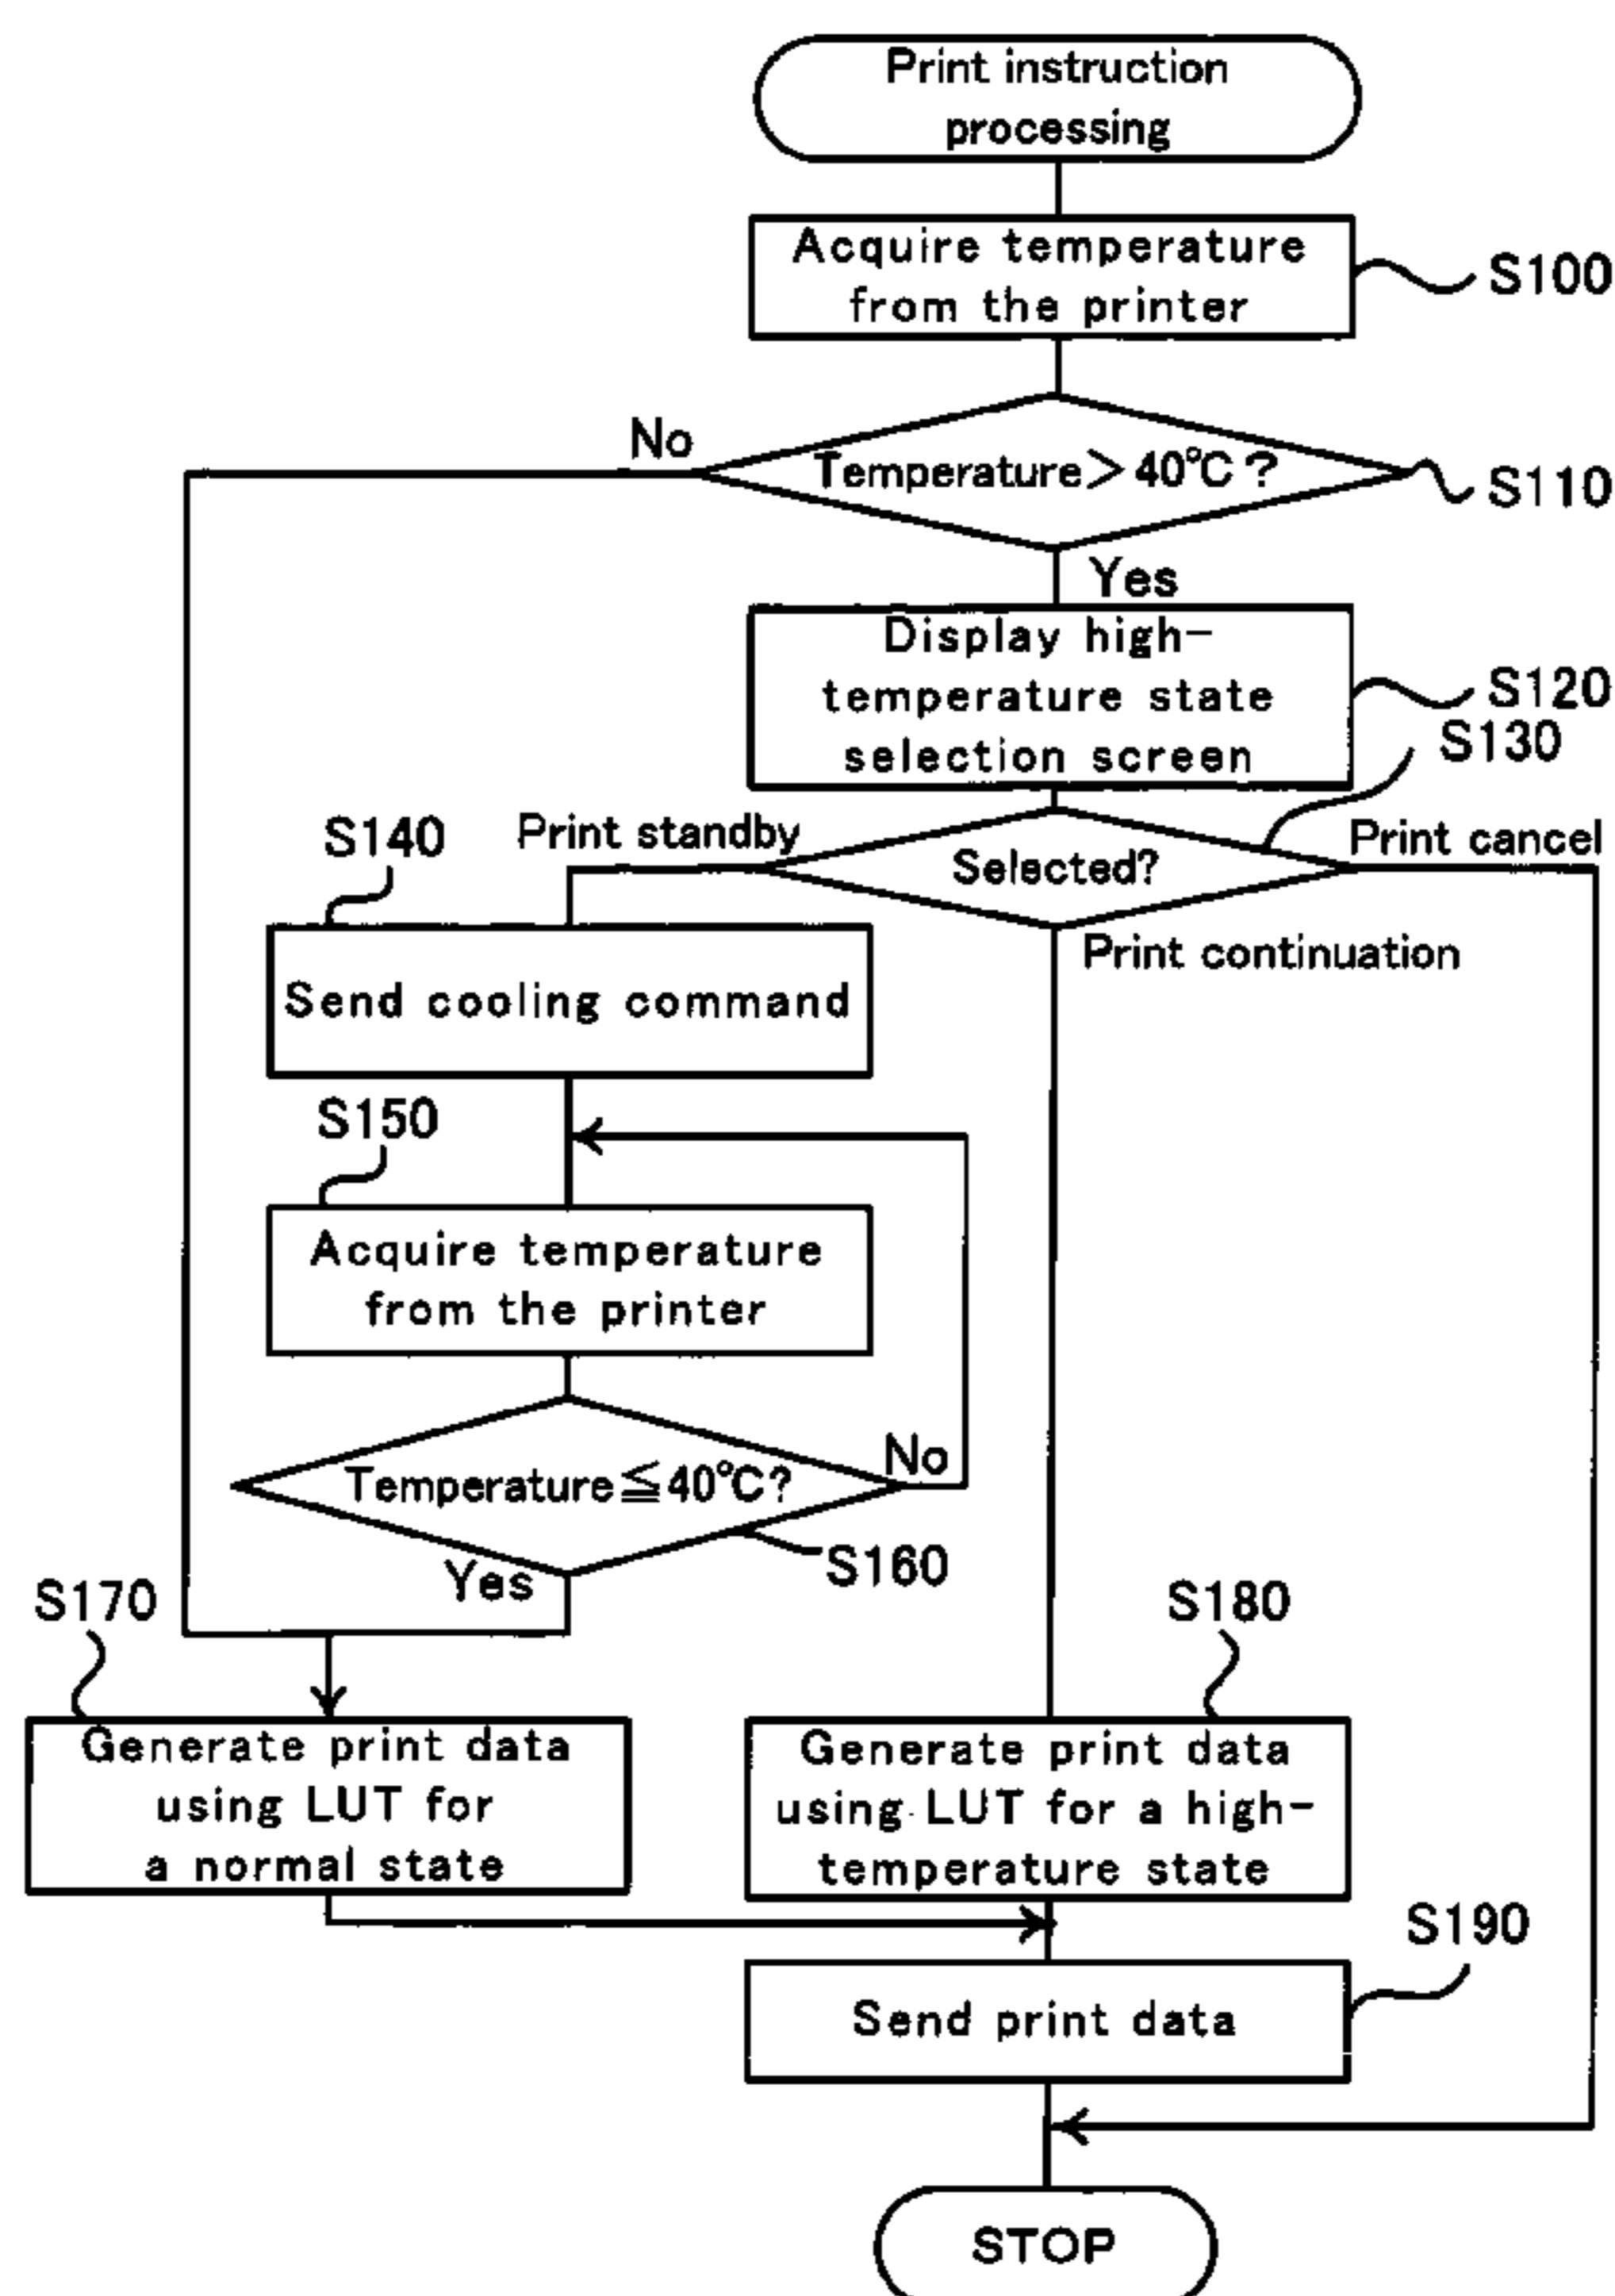 Print instruction
processing
Acquire temperature
from the printer
S100
No
Temperature＞40℃？
S110
Yes
Display high-
temperature state
selection screen
S120
S130
S140
Print standby
Selected?
Print cancel
Print continuation
Send cooling command
S150
Acquire temperature
from the printer
No
Temperature≦40℃?
S160
Yes
S170
S180
Generate print data
using LUT for
a normal state
Generate print data
using LUT for a high-
temperature state
S190
Send print data
STOP